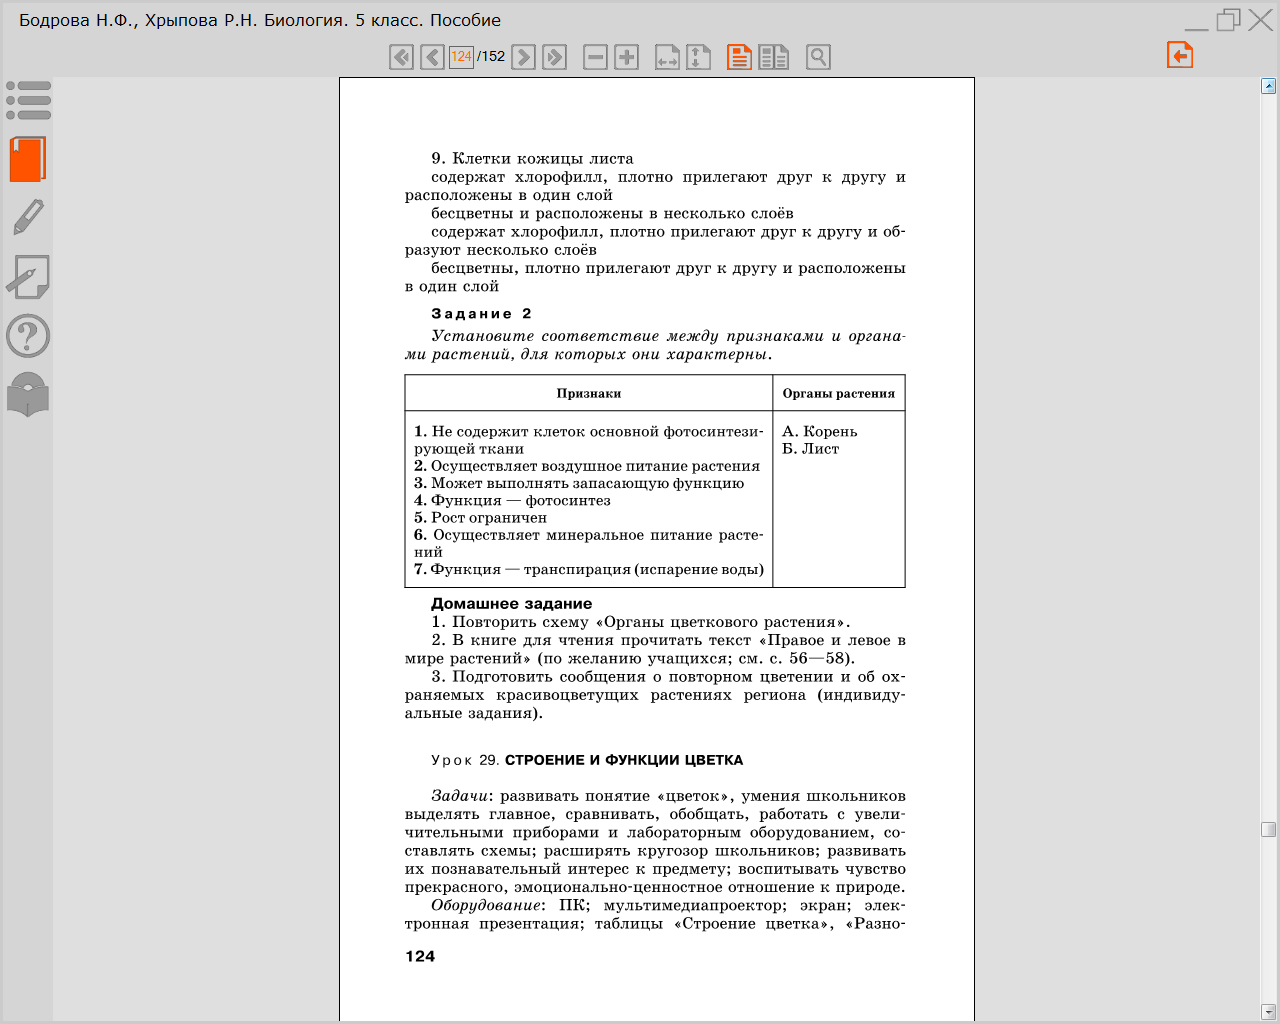 Бодрова Н.Ф., Хрыпова Р.Н. Биология. 5 класс. Пособие
124 /152
9. Клетки кожицы листа
содержат хлорофилл, плотно прилегают друг к другу и
расположены в один слой
бесцветны и расположены в несколько слоёв
содержат хлорофилл, плотно прилегают друг к другу и об-
разуют несколько слоёв
бесцветны, плотно прилегают друг к другу и расположены
в один слой
Задание 2
Установите соответствие между признаками и органа-
ми растений, для которых они характерны.
Признаки
Органы растения
1. Не содержит клеток основной фотосинтези-
рующей ткани
2. Осуществляет воздушное питание растения
3. Может выполнять запасающую функцию
4. Функция — фотосинтез
5. Рост ограничен
6. Осуществляет минеральное питание расте-
ний
7. Функция — транспирация (испарение воды)
А. Корень
Б. Лист
Домашнее задание
1. Повторить схему «Органы цветкового растения».
2. В книге для чтения прочитать текст «Правое и левое в
мире растений» (по желанию учащихся; см. с. 56—58).
3. Подготовить сообщения о повторном цветении и об ох-
раняемых красивоцветущих растениях региона (индивиду-
альные задания).
Урок 29. СТРОЕНИЕ И ФУНКЦИИ ЦВЕТКА
Задачи: развивать понятие «цветок», умения школьников
выделять главное, сравнивать, обобщать, работать с увели-
чительными приборами и лабораторным оборудованием, со-
ставлять схемы; расширять кругозор школьников; развивать
их познавательный интерес к предмету; воспитывать чувство
прекрасного, эмоционально-ценностное отношение к природе.
Оборудование: ПК; мультимедиапроектор; экран; элек-
тронная презентация; таблицы «Строение цветка», «Разно-
124